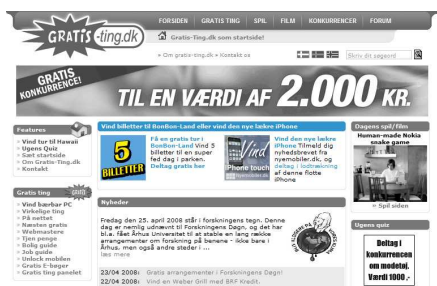 FORSIDEN GRATIS TING SPIL FILM KONKURRENCER FORUM
GRATIS-ting.dk
Gratis-Ting.dk som startside!
» Om gratis-ting.dk » Kontakt os
Skriv dit søgeord
GRATIS
KONKURRENCE!
TIL EN VÆRDI AF 2.000 KR.
Features
Vind tur til Hawaii
Ugens Quiz
Sæt startside
Om Gratis-Ting.dk
Kontakt
Gratis ting
Vind bærbar PC
Virkelige ting
På nettet
Næsten gratis
Webmastere
Tjen penge
Bolig guide
Job guide
Unlock mobilen
Gratis E-bøger
Gratis ting panelet
Vind billetter til BonBon-Land eller vind den nye lækre iPhone
5
BILLETTER
Få en gratis tur i
BonBon-Land Vind 5
billetter til en super
fed dag i parken.
Deltag gratis her
Vind
iPhone touch
Vind den nye lækre
iPhone Tilmeld dig
nyhedsbrevet fra
nyemobiler.dk, og
deltag i lodtrækning
af denne flotte
iPhone
Nyheder
Fredag den 25. april 2008 står i forskningens tegn. Denne
dag er nemlig udnævnt til Forskningens Døgn, og det har
bl.a. fået Århus Universitet til at stable en lang række
arrangementer om forskning på benene - ikke bare i
Århus, men også andre steder i ...
læs mere
23/04 2008: Gratis arrangementer i Forskningens Døgn!
22/04 2008: Vind en Weber Grill med BRF Kredit.
Dagens spil/film
Human-made Nokia
snake game
» Spil siden
Ugens quiz
Deltag i
konkurrencen
om modetøj.
Værdi 1000,-